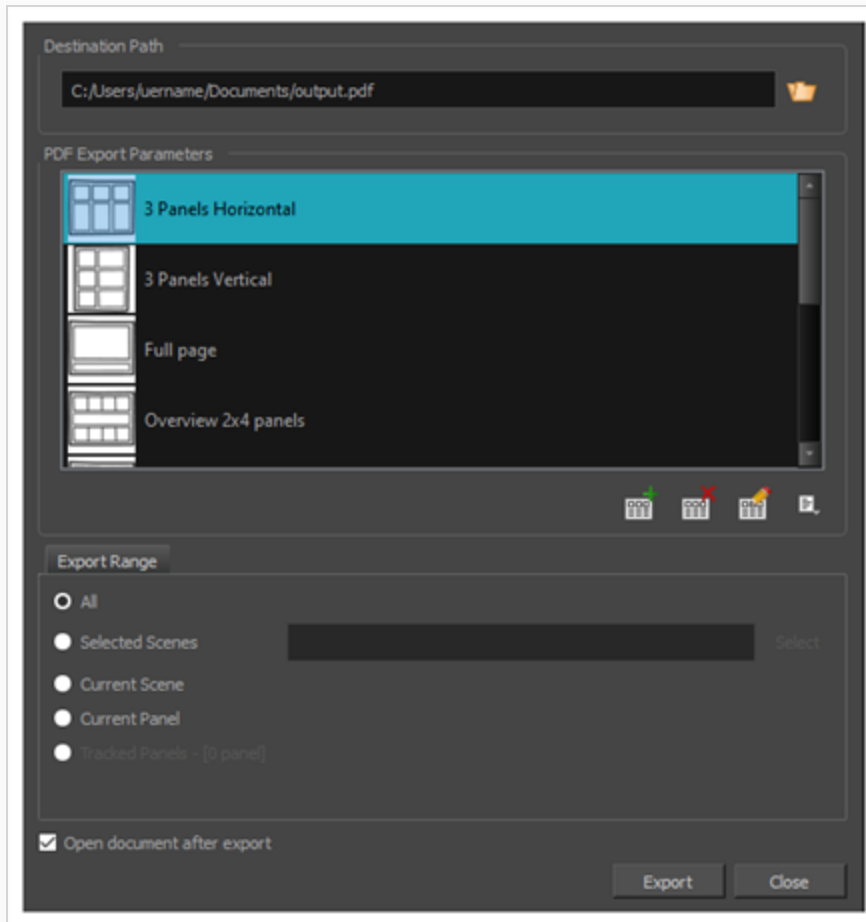 Destination Path
C:/Users/uername/Documents/output.pdf
PDF Export Parameters
3 Panels Horizontal
3 Panels Vertical
Full page
Overview 2x4 panels
Export Range
All
Selected Scenes Select
Current Scene
Current Panel
Tracked Panels - [0 panel]
Open document after export
Export Close